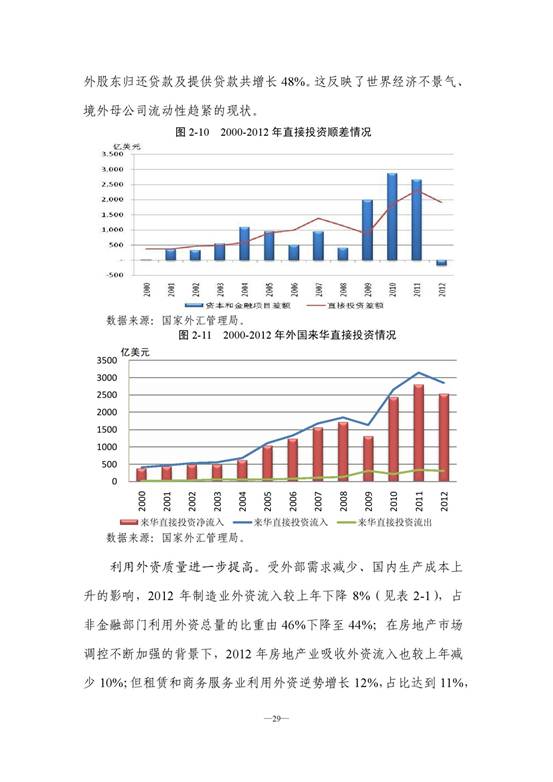 外股东归还贷款及提供贷款共增长 48%。这反映了世界经济不景气、
境外母公司流动性趋紧的现状。
图 2-10 2000-2012 年直接投资顺差情况
亿美元
3,500
3,000
2,500
2,000
1,500
1,000
500
-
-500
2000 2001 2002 2003 2004 2005 2006 2007 2008 2009 2010 2011 2012
资本和金融项目差额 直接投资差额
数据来源：国家外汇管理局。
图 2-11 2000-2012 年外国来华直接投资情况
亿美元
3500
3000
2500
2000
1500
1000
500
0
2000 2001 2002 2003 2004 2005 2006 2007 2008 2009 2010 2011 2012
来华直接投资净流入 来华直接投资流入 来华直接投资流出
数据来源：国家外汇管理局。
利用外资质量进一步提高。受外部需求减少、国内生产成本上
升的影响，2012 年制造业外资流入较上年下降 8%（见表 2-1），占
非金融部门利用外资总量的比重由 46%下降至 44%；在房地产市场
调控不断加强的背景下，2012 年房地产业吸收外资流入也较上年减
少 10%；但租赁和商务服务业利用外资逆势增长 12%，占比达到 11%，
—29—